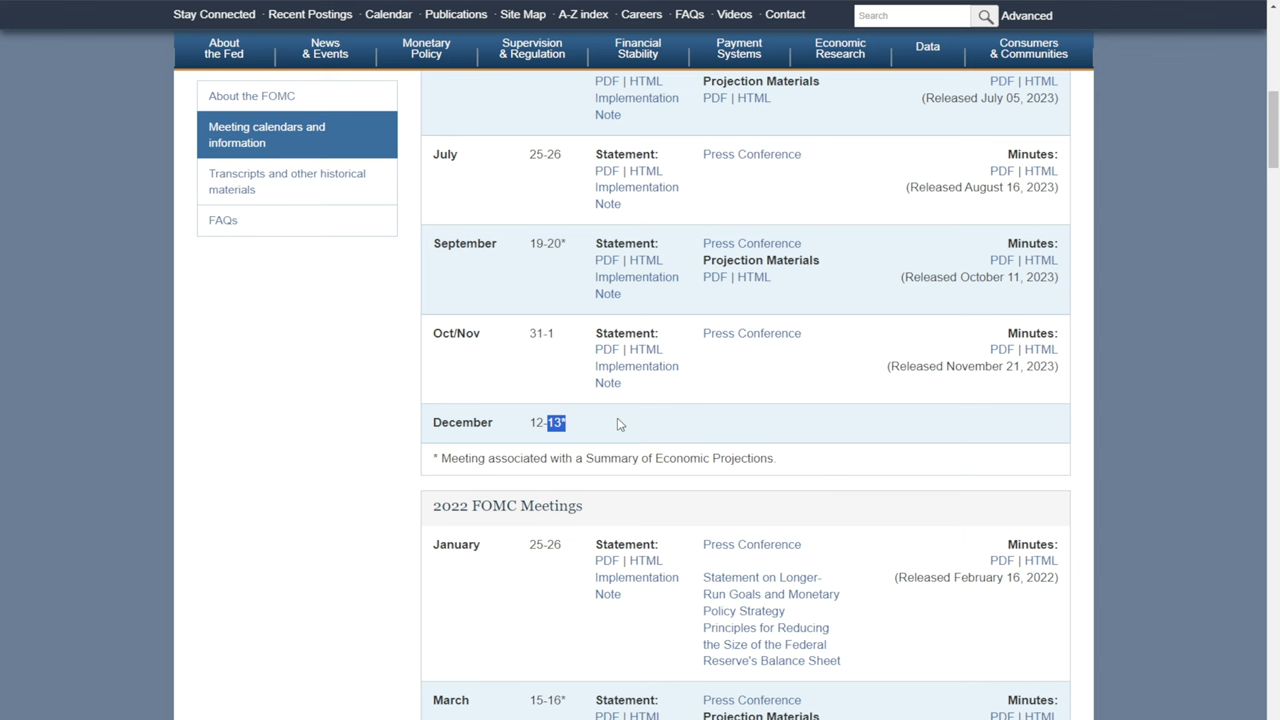 Stay Connected · Recent Postings · Calendar · Publications · Site Map · A-Z index · Careers · FAQs · Videos · Contact
Search
Advanced
About the Fed
News & Events
Monetary Policy
Supervision & Regulation
Financial Stability
Payment Systems
Economic Research
Data
Consumers & Communities
About the FOMC
Meeting calendars and
information
Transcripts and other historical
materials
FAQs
PDF | HTML
Implementation
Note
Projection Materials
PDF | HTML
PDF | HTML
(Released July 05, 2023)
July
25-26
Statement:
PDF | HTML
Implementation
Note
Press Conference
Minutes:
PDF | HTML
(Released August 16, 2023)
September
19-20*
Statement:
PDF | HTML
Implementation
Note
Press Conference
Projection Materials
PDF | HTML
Minutes:
PDF | HTML
(Released October 11, 2023)
Oct/Nov
31-1
Statement:
PDF | HTML
Implementation
Note
Press Conference
Minutes:
PDF | HTML
(Released November 21, 2023)
December
12-13*
* Meeting associated with a Summary of Economic Projections.
2022 FOMC Meetings
January
25-26
Statement:
PDF | HTML
Implementation
Note
Press Conference
Statement on Longer-
Run Goals and Monetary
Policy Strategy
Principles for Reducing
the Size of the Federal
Reserve's Balance Sheet
Minutes:
PDF | HTML
(Released February 16, 2022)
March
15-16*
Statement:
PDF | HTML
Press Conference
Projection Materials
Minutes:
PDF | HTML